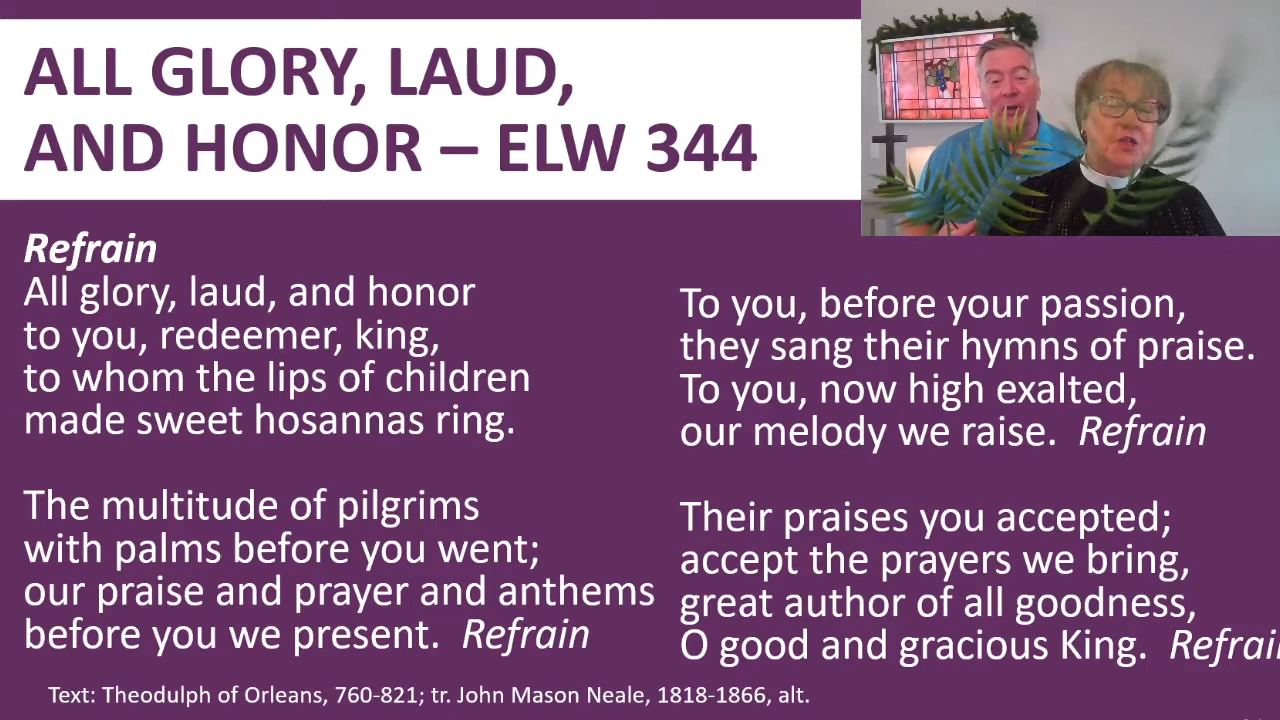 ALL GLORY, LAUD,
AND HONOR – ELW 344
Refrain
All glory, laud, and honor
to you, redeemer, king,
to whom the lips of children
made sweet hosannas ring.
The multitude of pilgrims
with palms before you went;
our praise and prayer and anthems
before you we present. Refrain
To you, before your passion,
they sang their hymns of praise.
To you, now high exalted,
our melody we raise. Refrain
Their praises you accepted;
accept the prayers we bring,
great author of all goodness,
O good and gracious King. Refrain
Text: Theodulph of Orleans, 760-821; tr. John Mason Neale, 1818-1866, alt.